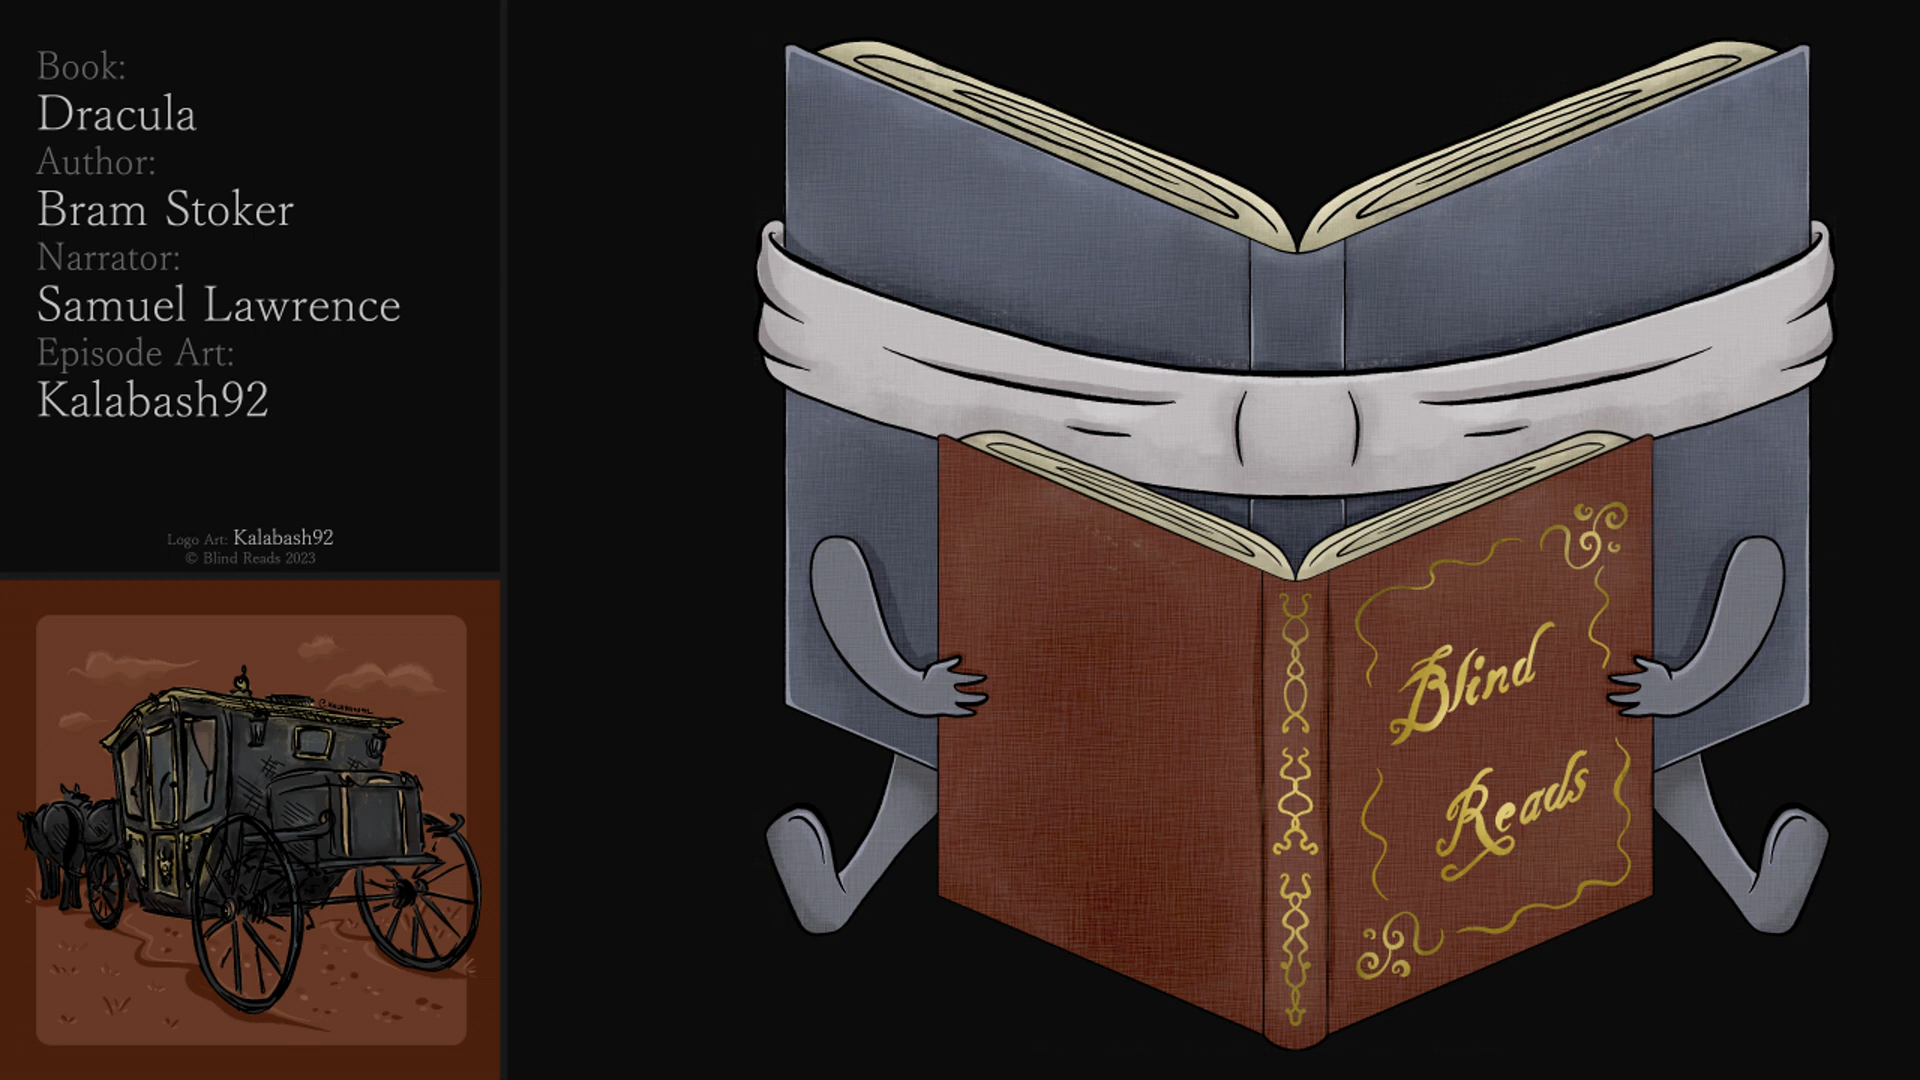 Book:
Dracula
Author:
Bram Stoker
Narrator:
Samuel Lawrence
Episode Art:
Kalabash92
Logo Art: Kalabash92
© Blind Reads 2023
Blind
Reads